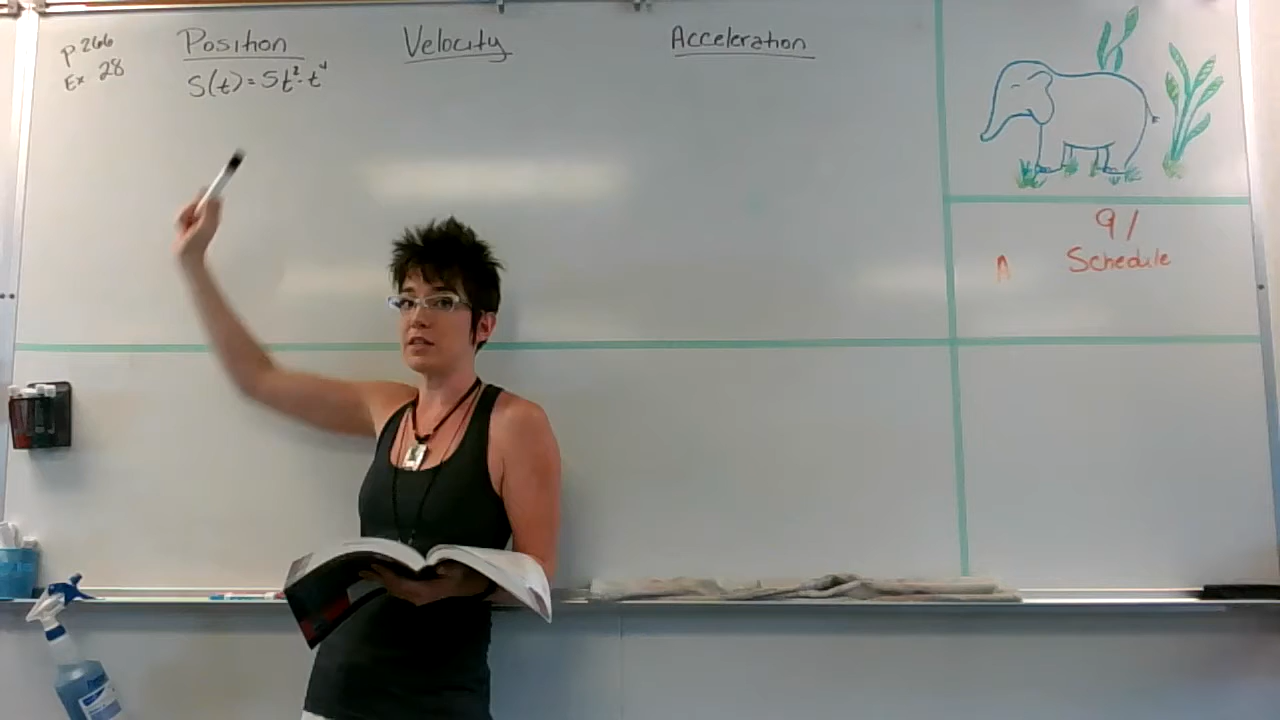 p 266
Ex 28
Position
S(t)=5t²-t⁴
Velocity
Acceleration
9/
Schedule
A